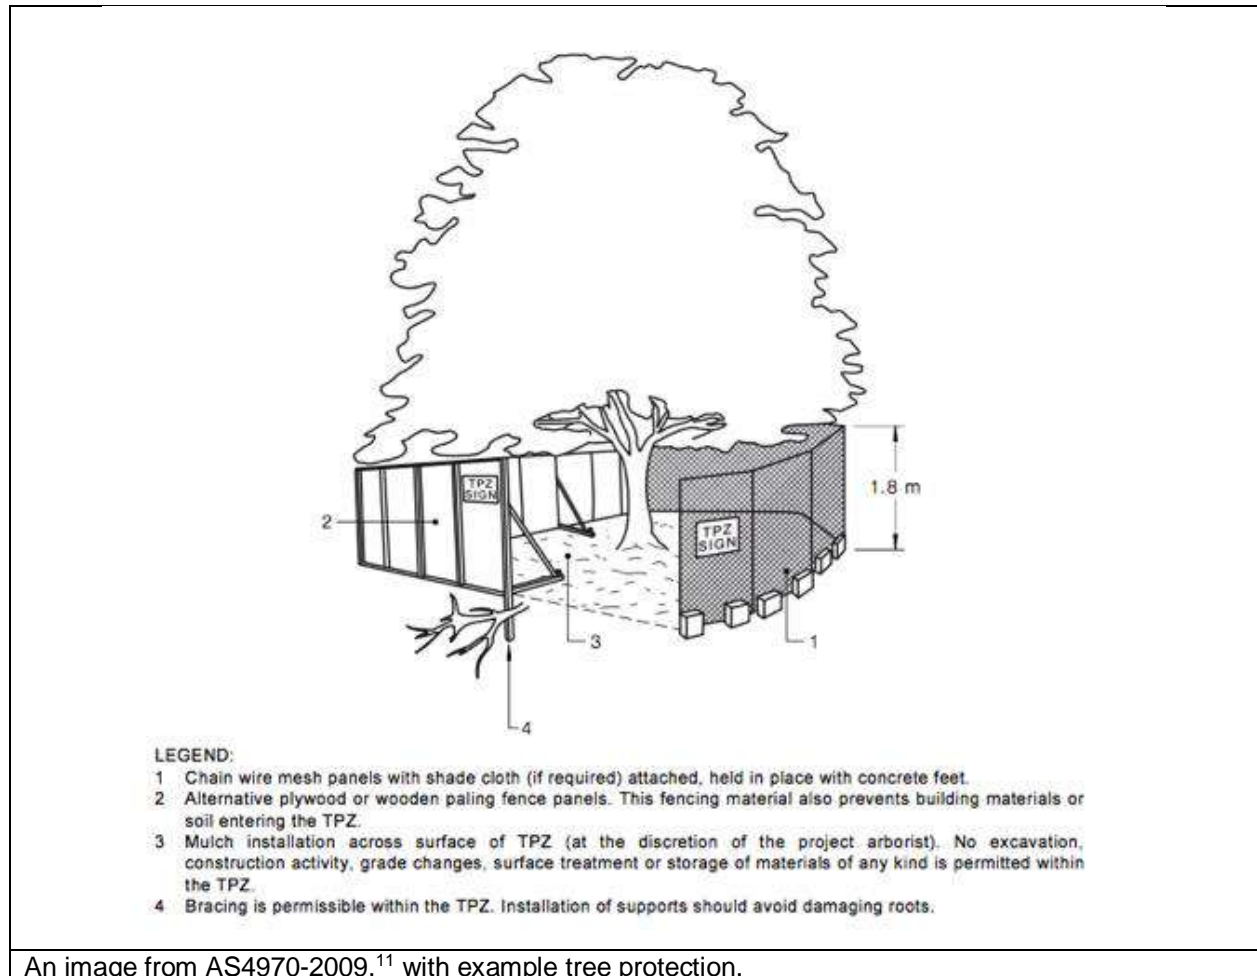 TPZ
SIGN
1.8 m
2
TPZ
SIGN
3
1
4
LEGEND:
1 Chain wire mesh panels with shade cloth (if required) attached, held in place with concrete feet.
2 Alternative plywood or wooden paling fence panels. This fencing material also prevents building materials or
soil entering the TPZ.
3 Mulch installation across surface of TPZ (at the discretion of the project arborist). No excavation,
construction activity, grade changes, surface treatment or storage of materials of any kind is permitted within
the TPZ.
4 Bracing is permissible within the TPZ. Installation of supports should avoid damaging roots.
An image from AS4970-2009,¹¹ with example tree protection.